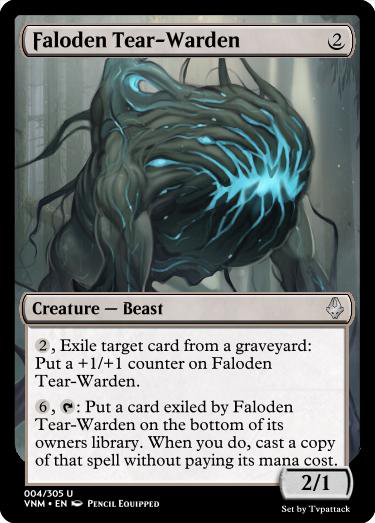 Faloden Tear-Warden 2
Creature — Beast
2, Exile target card from a graveyard:
Put a +1/+1 counter on Faloden
Tear-Warden.
6, : Put a card exiled by Faloden
Tear-Warden on the bottom of its
owners library. When you do, cast a copy
of that spell without paying its mana cost.
2/1
004/305 U
VNM • EN Pencil Equipped
Set by Tvpattack